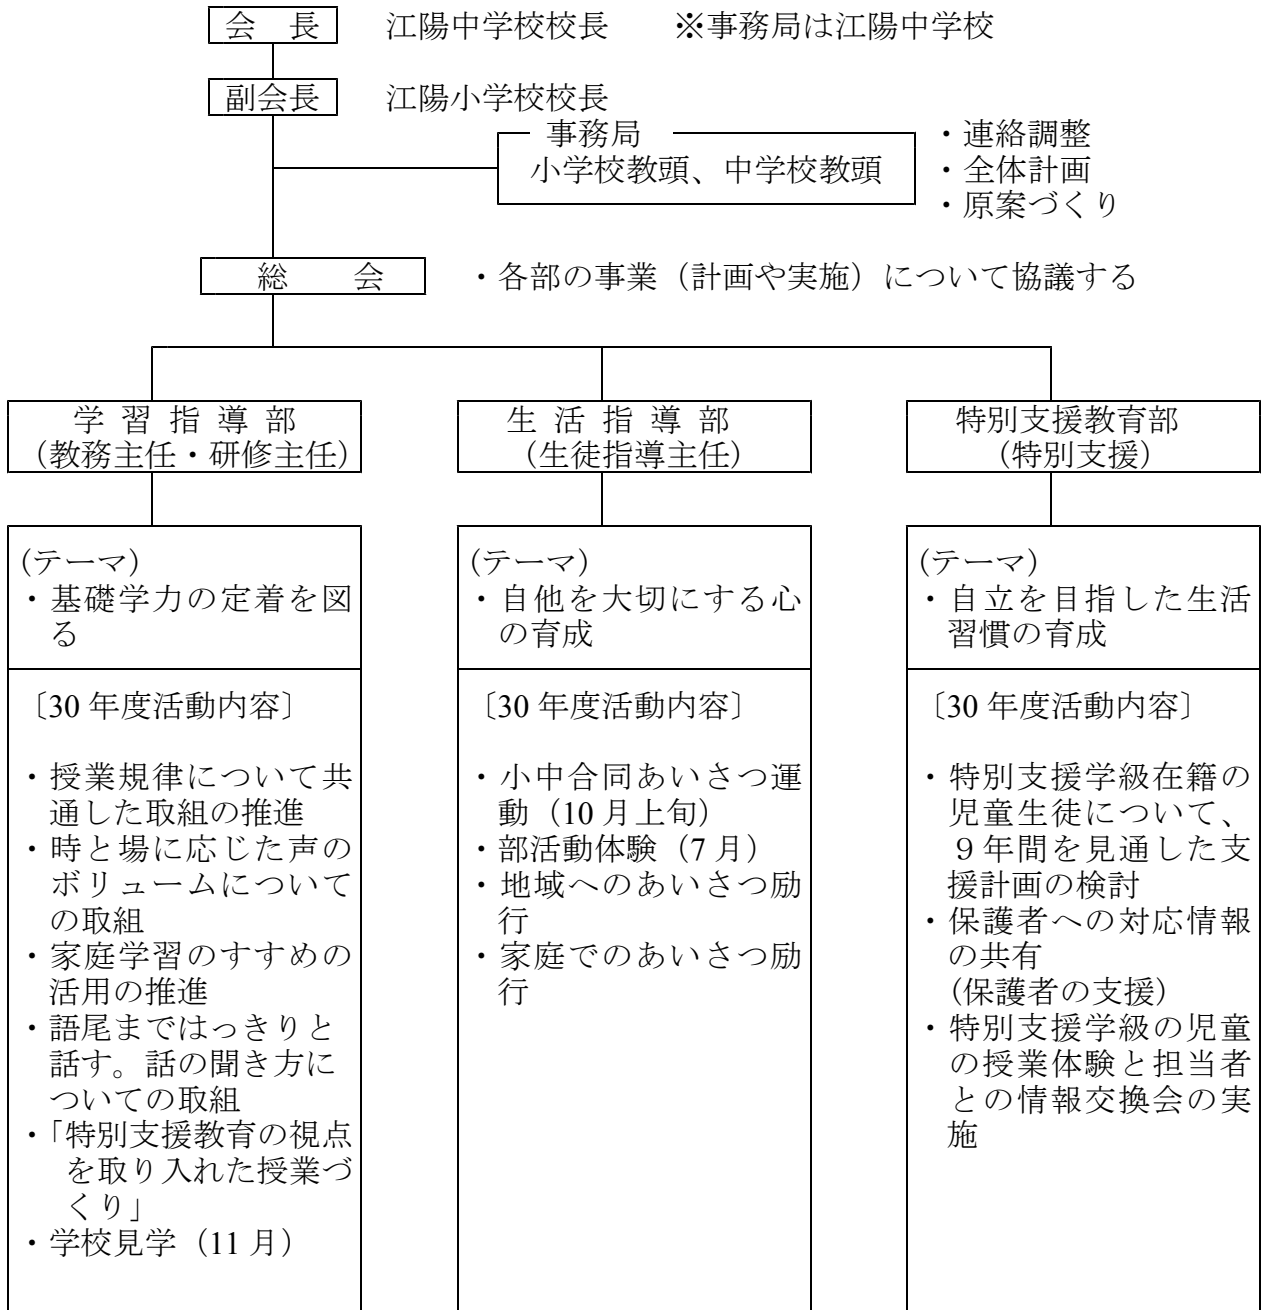 会　長　江陽中学校校長　※事務局は江陽中学校
副会長　江陽小学校校長
事務局
小学校教頭、中学校教頭
・連絡調整
・全体計画
・原案づくり
総　会　・各部の事業（計画や実施）について協議する
学習指導部
（教務主任・研修主任）
(テーマ)
・基礎学力の定着を図
る
〔30年度活動内容〕
・授業規律について共
通した取組の推進
・時と場に応じた声の
ボリュームについて
の取組
・家庭学習のすすめの
活用の推進
・語尾まではっきりと
話す。話の聞き方に
ついての取組
・「特別支援教育の視点
を取り入れた授業づ
くり」
・学校見学（11月）
生活指導部
（生徒指導主任）
(テーマ)
・自他を大切にする心
の育成
〔30年度活動内容〕
・小中合同あいさつ運
動（10月上旬）
・部活動体験（7月）
・地域へのあいさつ励
行
・家庭でのあいさつ励
行
特別支援教育部
（特別支援）
(テーマ)
・自立を目指した生活
習慣の育成
〔30年度活動内容〕
・特別支援学級在籍の
児童生徒について、
９年間を見通した支
援計画の検討
・保護者への対応情報
の共有
（保護者の支援）
・特別支援学級の児童
の授業体験と担当者
との情報交換会の実
施